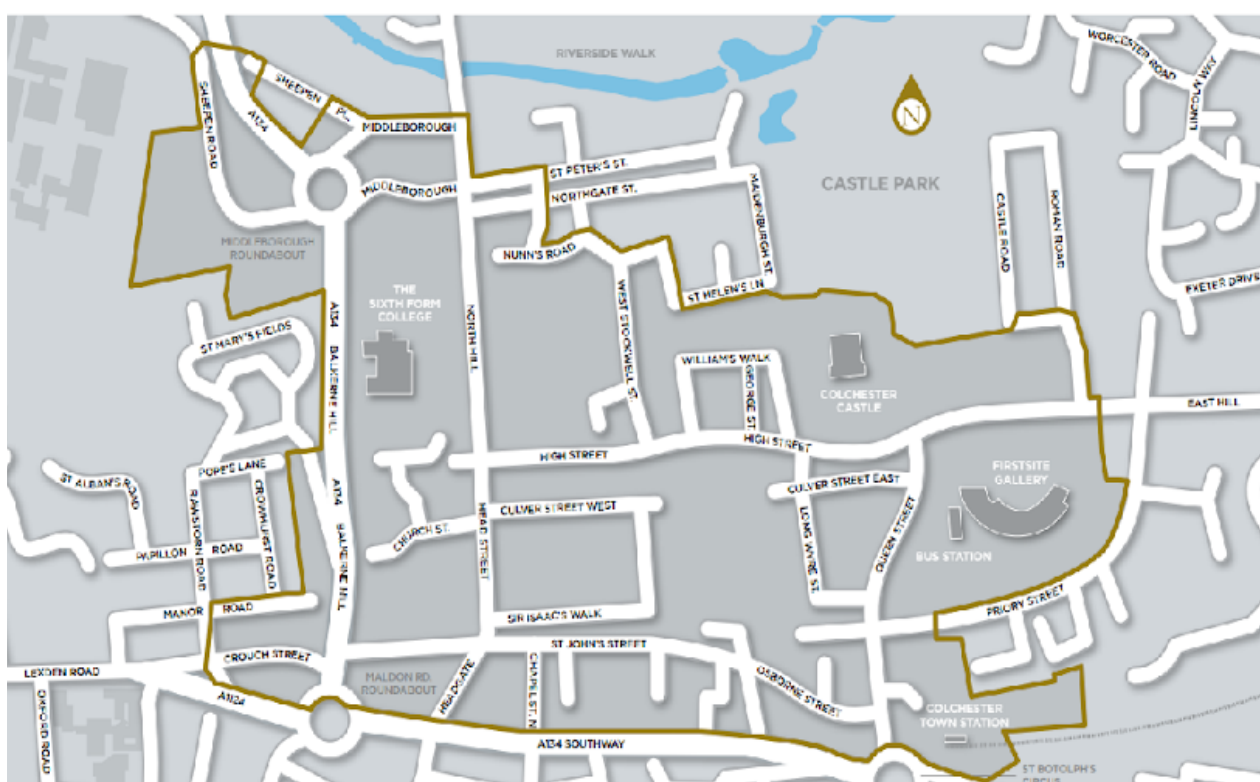 RIVERSIDE WALK
WORCESTER ROAD
LINCOLN WAY
SHEEPEN ROAD
A134
SHEEPEN PL.
MIDDLEBOROUGH
MIDDLEBOROUGH
N
ST PETER'S ST.
NORTHGATE ST.
MAIDENBURGH ST.
CASTLE PARK
CASTLE ROAD
ROMAN ROAD
EXETER DRIVE
MIDDLEBOROUGH
ROUNDABOUT
NUNN'S ROAD
ST HELEN'S LN
THE
SIXTH FORM
COLLEGE
A134 BALKERNE HILL
NORTH HILL
WEST STOCKWELL ST.
ST MARY'S FIELDS
WILLIAM'S WALK
GEORGE ST.
COLCHESTER
CASTLE
EAST HILL
HIGH STREET
HIGH STREET
POPE'S LANE
ST ALBAN'S ROAD
RAWSTORN ROAD
CROWHURST ROAD
A134 BALKERNE HILL
CULVER STREET WEST
CULVER STREET EAST
FIRSTSITE
GALLERY
CHURCH ST.
HEAD STREET
LONG WYRE ST.
QUEEN STREET
BUS STATION
PAPILLON ROAD
MANOR ROAD
SIR ISAAC'S WALK
PRIORY STREET
CROUCH STREET
ST JOHN'S STREET
LEXDEN ROAD
OXFORD ROAD
A1124
MALDON RD.
ROUNDABOUT
HEADGATE
CHAPEL ST. N
OSBORNE STREET
COLCHESTER
TOWN STATION
A134 SOUTHWAY
ST BOTOLPH'S
CIRCUS